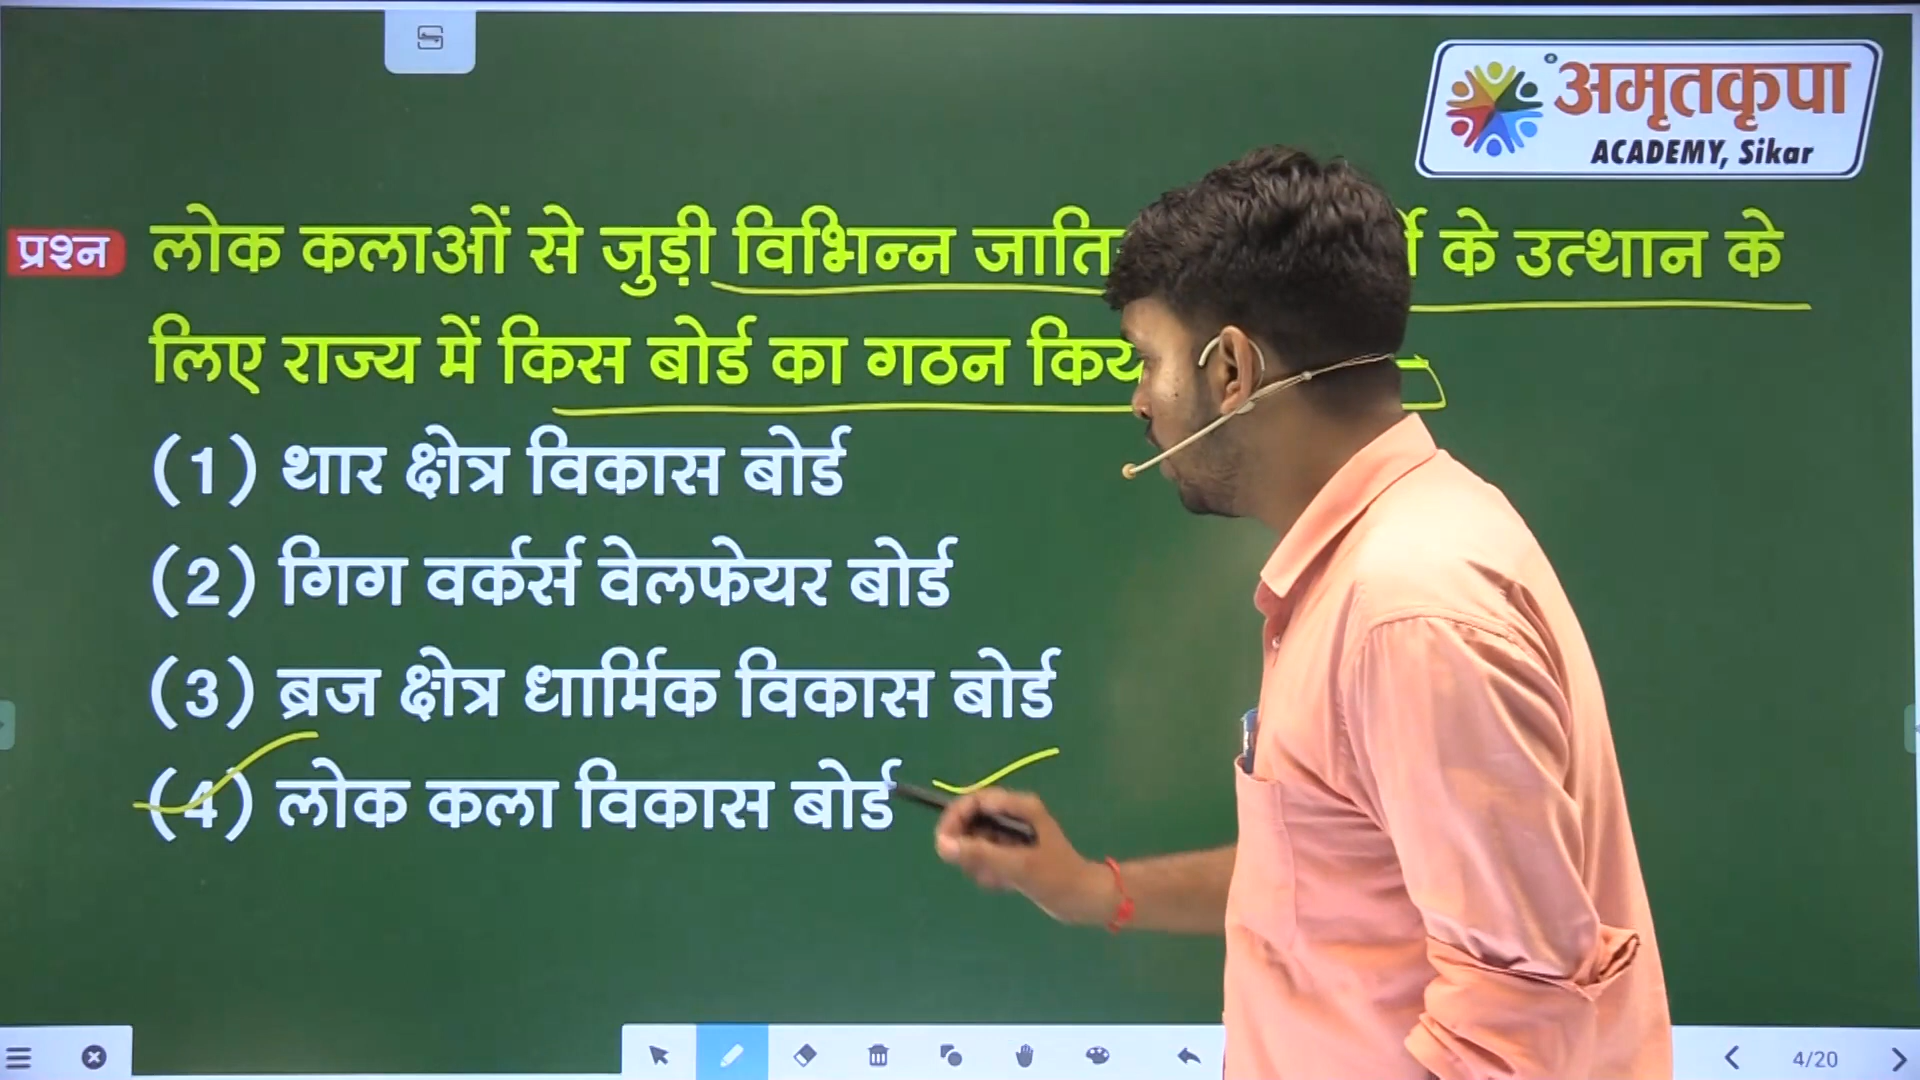 अमृतकृपा
ACADEMY, Sikar
प्रश्न लोक कलाओं से जुड़ी विभिन्न के उत्थान के
लिए राज्य में किस बोर्ड का गठन
(1) थार क्षेत्र विकास बोर्ड
(2) गिग वर्कर्स वेलफेयर बोर्ड
(3) ब्रज क्षेत्र धार्मिक विकास बोर्ड
(4) लोक कला विकास बोर्ड
4/20